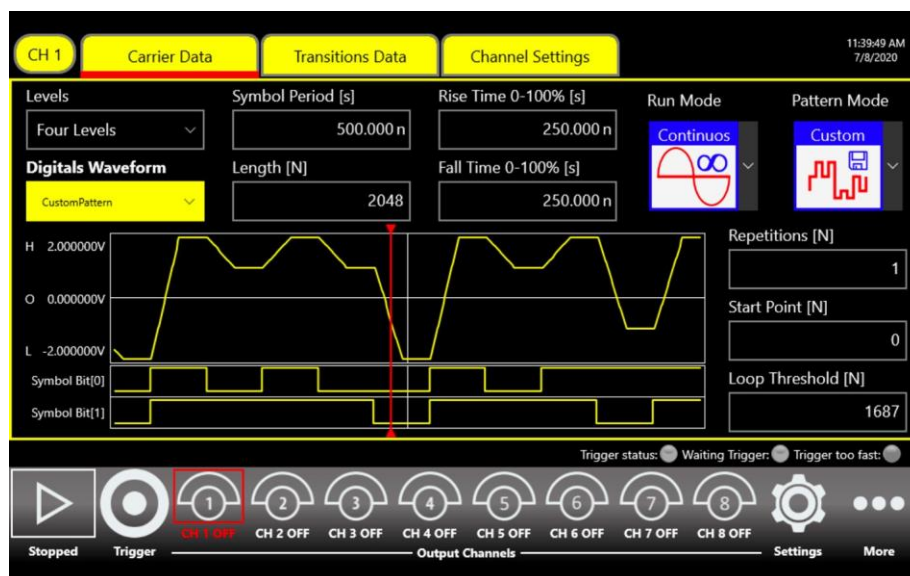 CH 1
Carrier Data
Transitions Data
Channel Settings
11:39:49 AM
7/8/2020
Levels
Four Levels
Symbol Period [s]
500.000 n
Rise Time 0-100% [s]
250.000 n
Run Mode
Continuos
Pattern Mode
Custom
Digitals Waveform
CustomPattern
Length [N]
2048
Fall Time 0-100% [s]
250.000 n
H 2.000000V
O 0.000000V
L -2.000000V
Symbol Bit[0]
Symbol Bit[1]
Repetitions [N]
1
Start Point [N]
0
Loop Threshold [N]
1687
Trigger status: Waiting Trigger: Trigger too fast:
1 2 3 4 5 6 7 8
CH 1 OFF CH 2 OFF CH 3 OFF CH 4 OFF CH 5 OFF CH 6 OFF CH 7 OFF CH 8 OFF
Stopped Trigger Output Channels Settings More